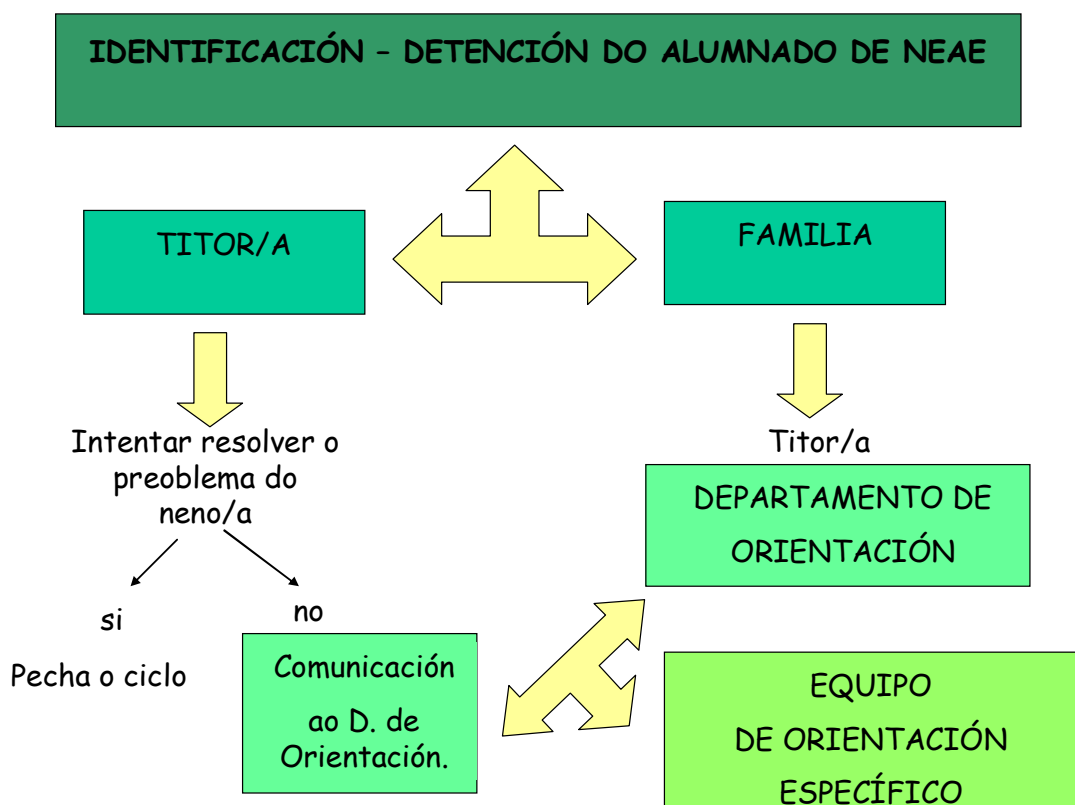 IDENTIFICACIÓN – DETENCIÓN DO ALUMNADO DE NEAE
TITOR/A
FAMILIA
Intentar resolver o
preoblema do
neno/a
si
no
Pecha o ciclo
Comunicación
ao D. de
Orientación.
Titor/a
DEPARTAMENTO DE
ORIENTACIÓN
EQUIPO
DE ORIENTACIÓN
ESPECÍFICO